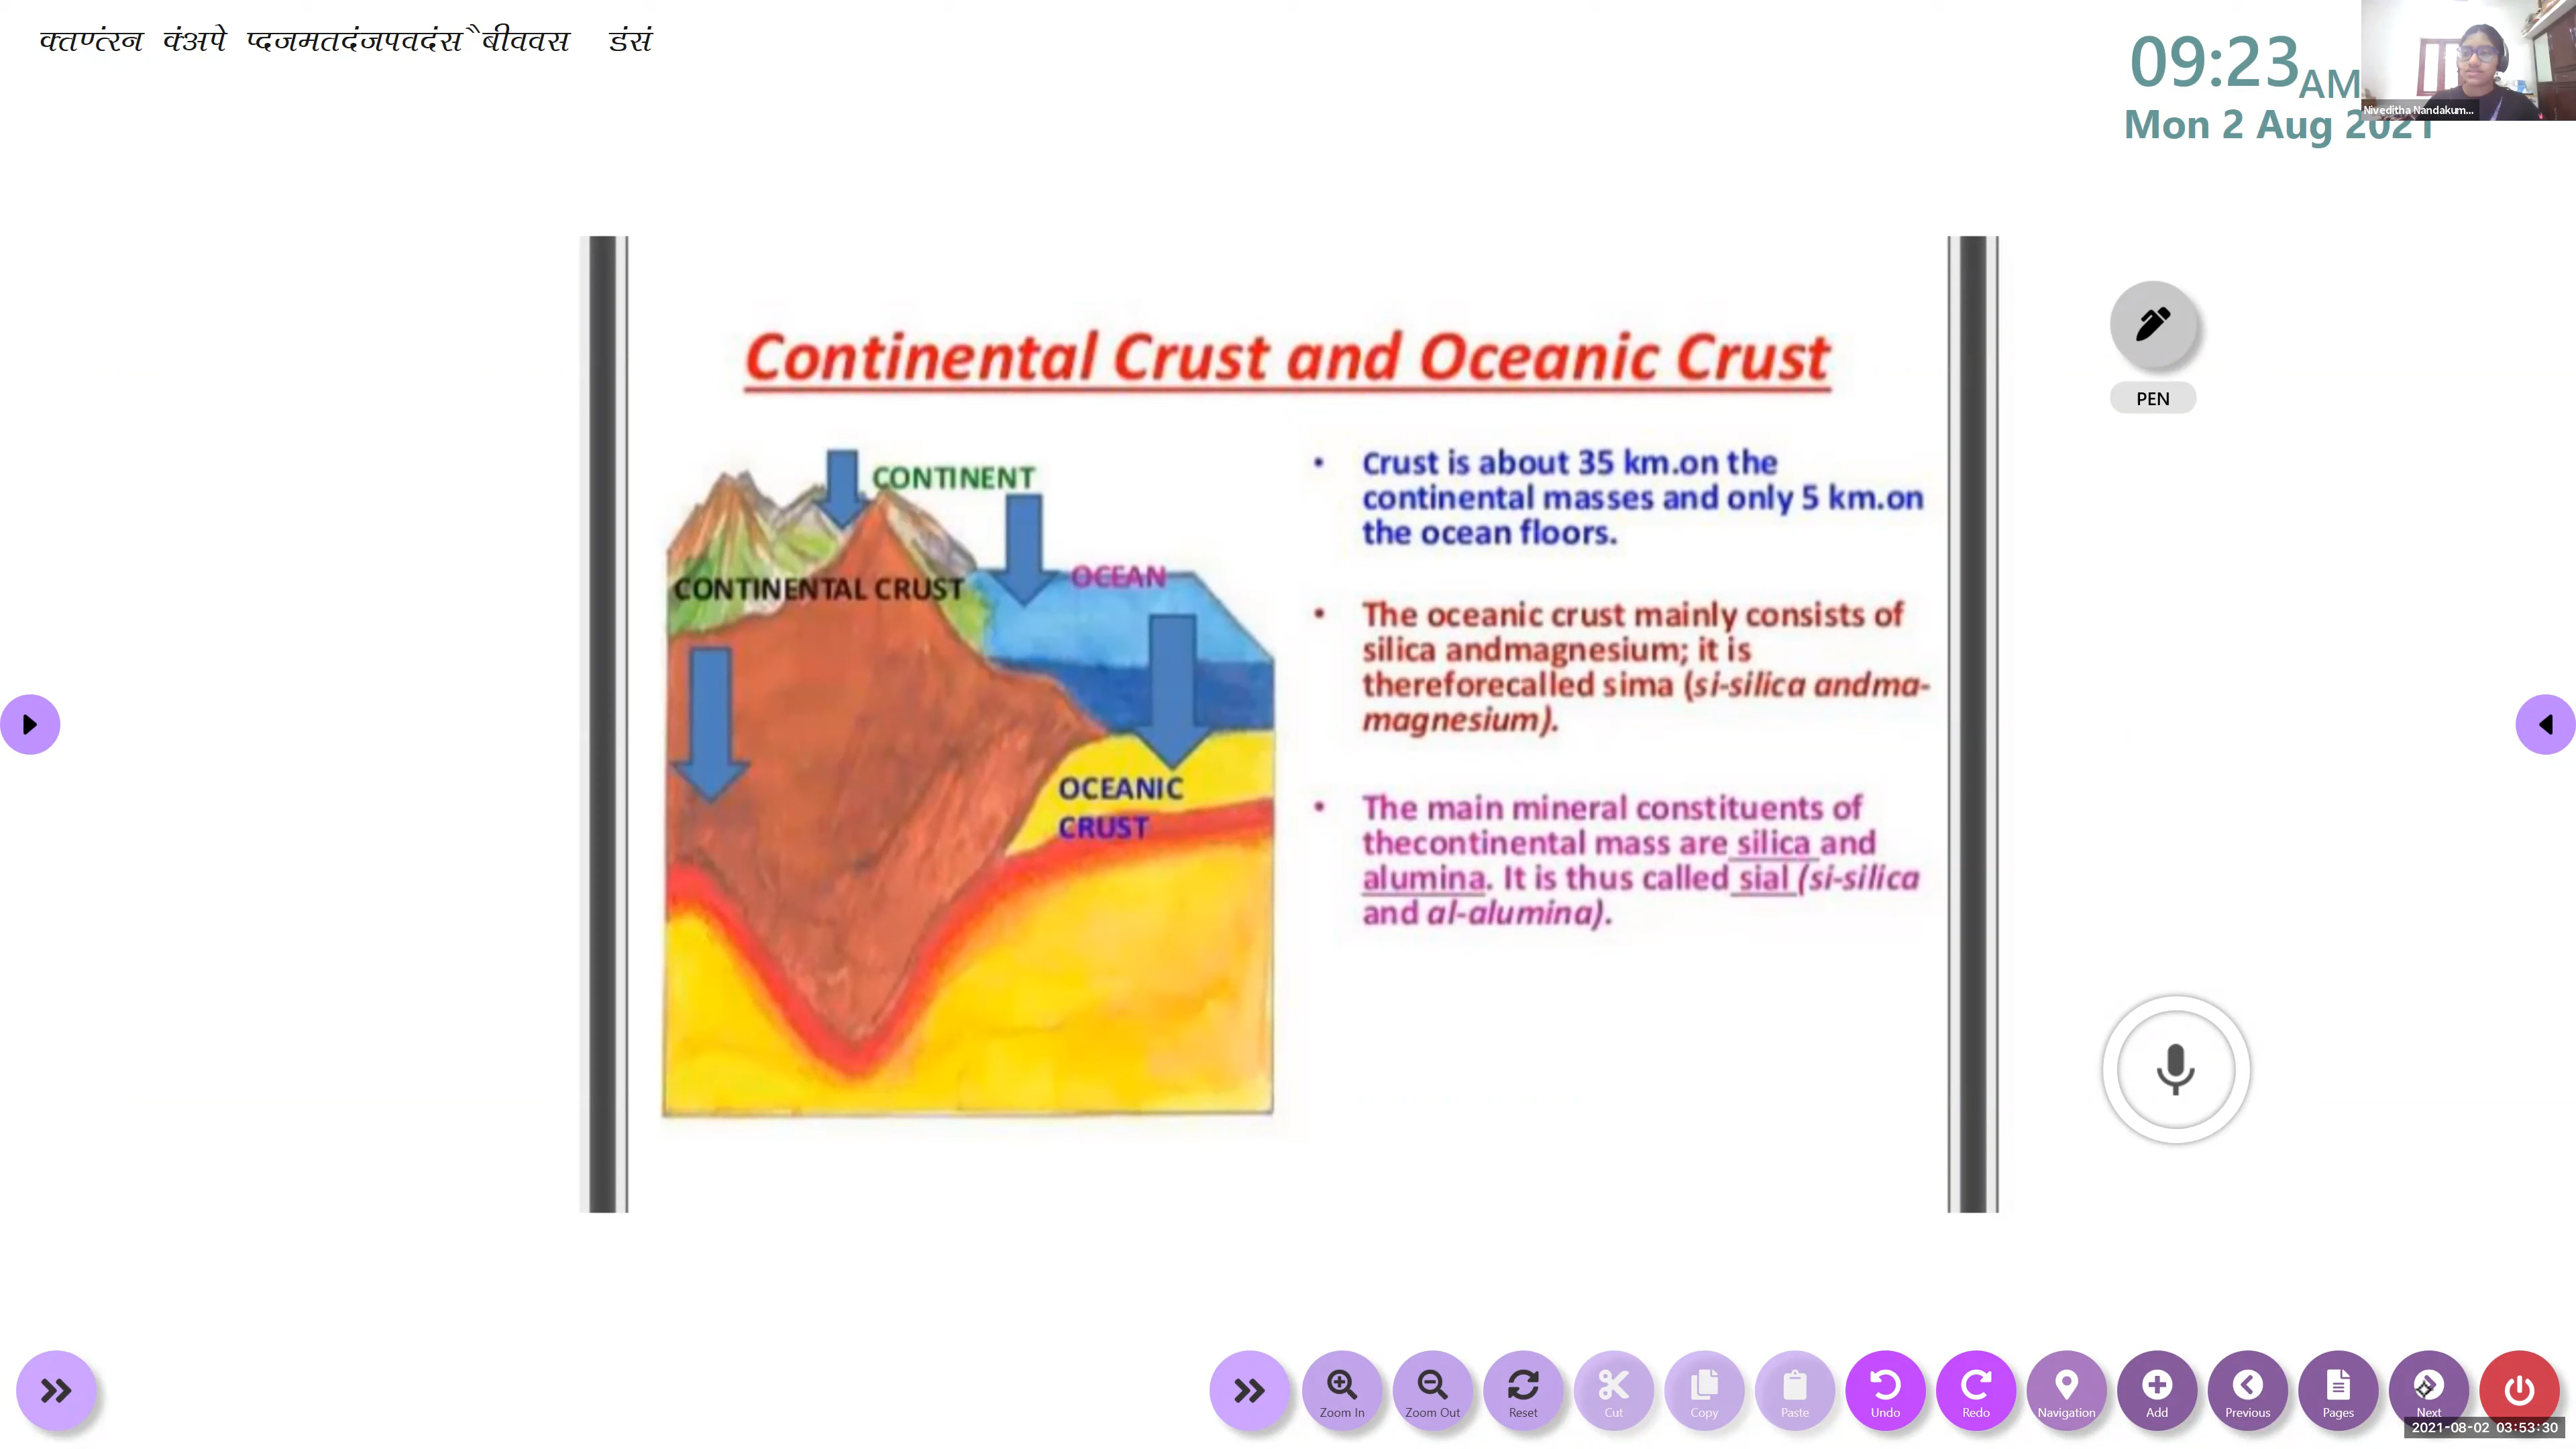 क्तण्ंरन क्ंअपे प्दजमतदंजपवदंस ैबीववस डंसं
09:23 AM
Mon 2 Aug 2021
Niveditha Nandakum...
Continental Crust and Oceanic Crust
CONTINENT
OCEAN
CONTINENTAL CRUST
OCEANIC
CRUST
• Crust is about 35 km.on the
continental masses and only 5 km.on
the ocean floors.
• The oceanic crust mainly consists of
silica andmagnesium; it is
thereforecalled sima (si-silica andma-
magnesium).
• The main mineral constituents of
thecontinental mass are silica and
alumina. It is thus called sial (si-silica
and al-alumina).
PEN
Zoom In
Zoom Out
Reset
Cut
Copy
Paste
Undo
Redo
Navigation
Add
Previous
Pages
Next
2021-08-02 03:53:30